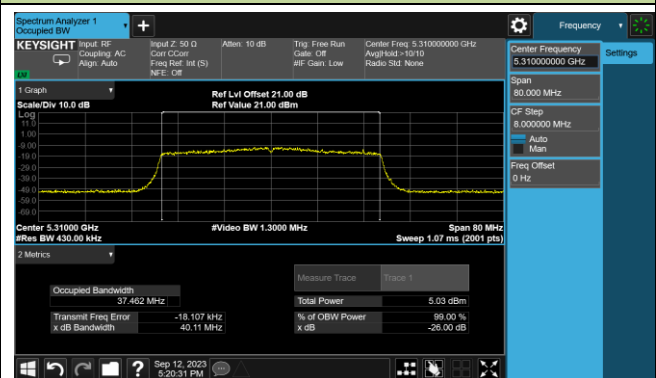 Spectrum Analyzer 1
Occupied BW
Frequency
KEYSIGHT
Input: RF
Coupling: AC
Align: Auto
Input Z: 50 Ω
Corr CCorr
Freq Ref: Int (S)
NFE: Off
Atten: 10 dB
Trig: Free Run
Gate: Off
#IF Gain: Low
Center Freq: 5.310000000 GHz
Avg|Hold:>10/10
Radio Std: None
LXI
Center Frequency
5.310000000 GHz
Settings
Span
80.000 MHz
CF Step
8.000000 MHz
Auto
Man
Freq Offset
0 Hz
1 Graph
Scale/Div 10.0 dB
Ref Lvl Offset 21.00 dB
Ref Value 21.00 dBm
Log
11.0
1.00
-9.00
-19.0
-29.0
-39.0
-49.0
-59.0
-69.0
Center 5.31000 GHz
#Res BW 430.00 kHz
#Video BW 1.3000 MHz
Span 80 MHz
Sweep 1.07 ms (2001 pts)
2 Metrics
Measure Trace
Trace 1
Occupied Bandwidth
37.462 MHz
Total Power
5.03 dBm
Transmit Freq Error
-18.107 kHz
% of OBW Power
99.00 %
x dB Bandwidth
40.11 MHz
x dB
-26.00 dB
Sep 12, 2023
5:20:31 PM